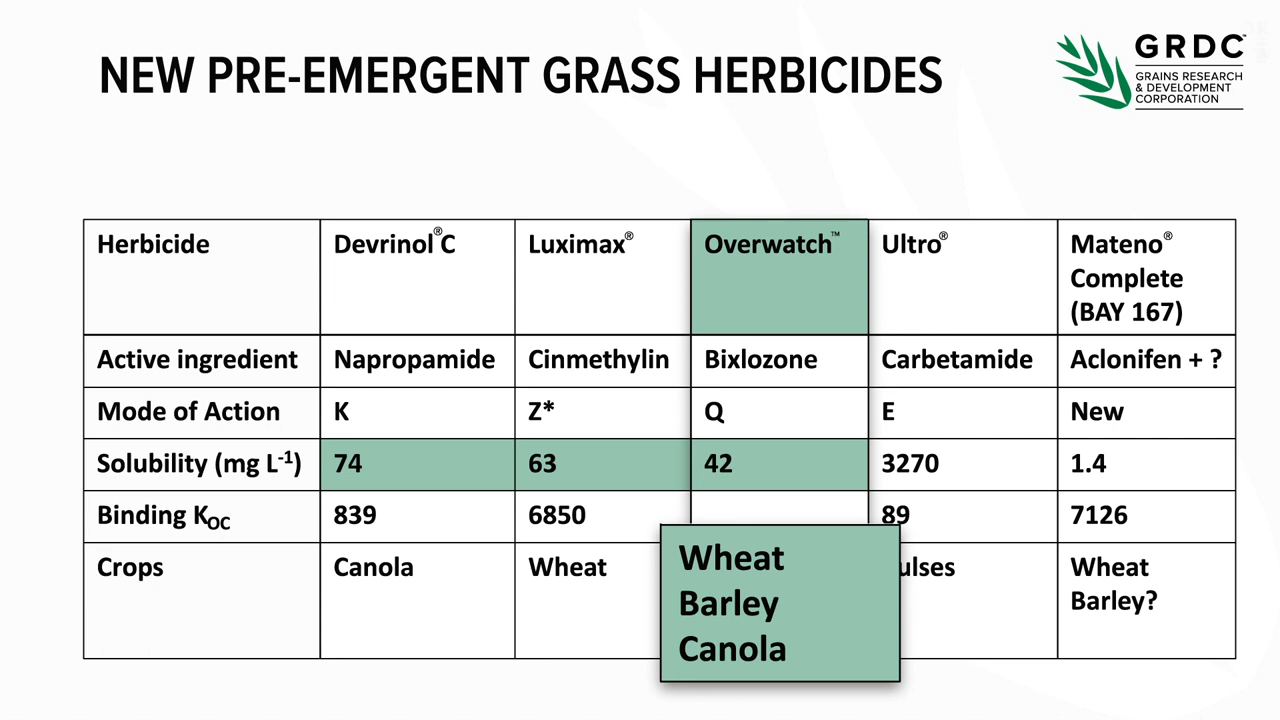 NEW PRE-EMERGENT GRASS HERBICIDES
GRDC™
GRAINS RESEARCH
& DEVELOPMENT
CORPORATION
Herbicide Devrinol®C Luximax® Overwatch™ Ultro® Mateno®
Complete
(BAY 167)
Active ingredient Napropamide Cinmethylin Bixlozone Carbetamide Aclonifen + ?
Mode of Action K Z* Q E New
Solubility (mg L-1) 74 63 42 3270 1.4
Binding KOC 839 6850 89 7126
Crops Canola Wheat ulses Wheat
Barley?
Wheat
Barley
Canola